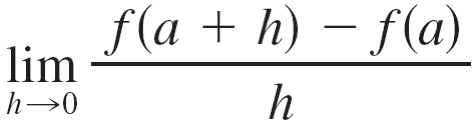 lim h→0 f(a + h) − f(a) / h